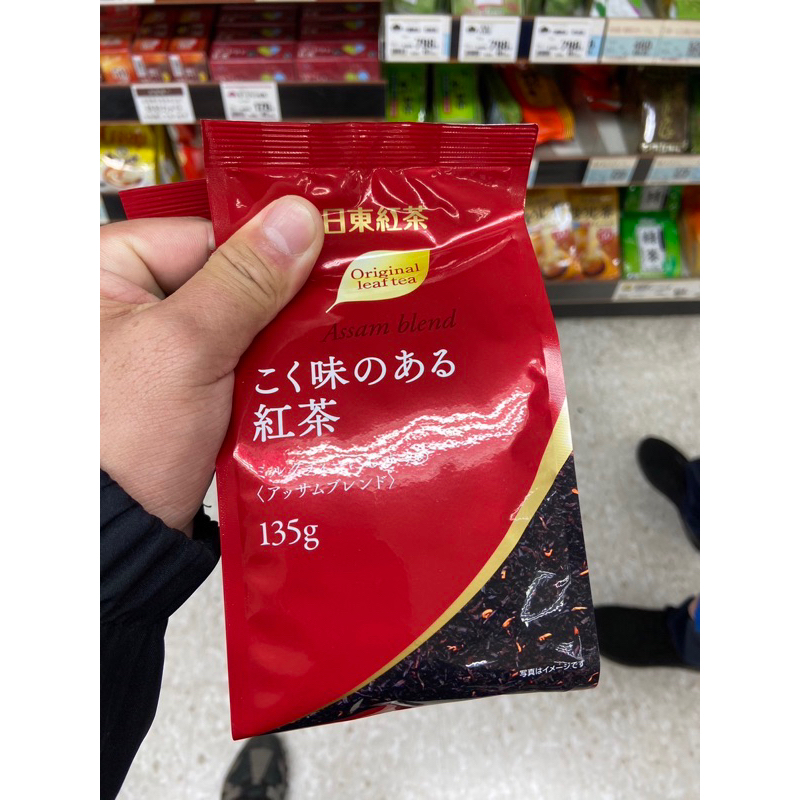 日東紅茶
Original
leaf tea
Assam blend
こく味のある
紅茶
〈アッサムブレンド〉
135g
写真はイメージです